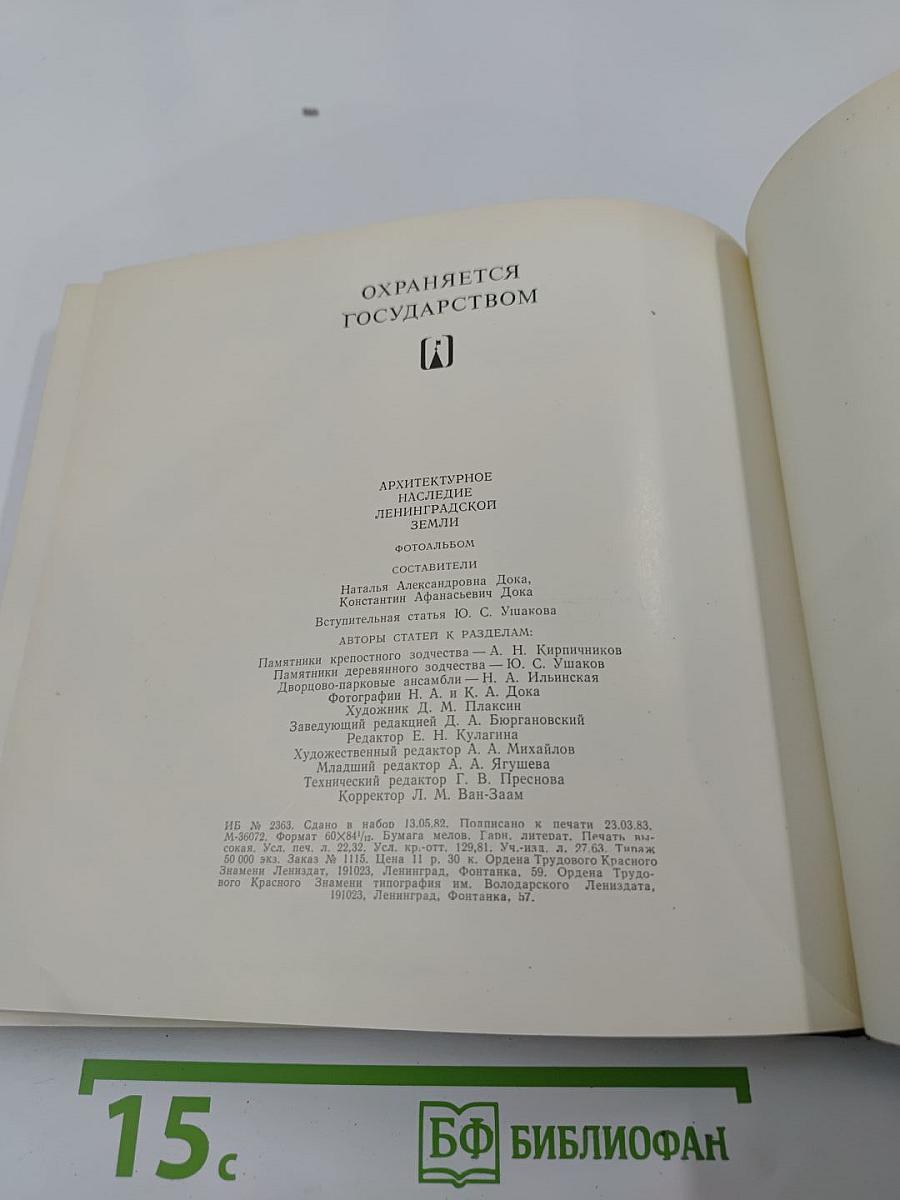 ОХРАНЯЕТСЯ
ГОСУДАРСТВОМ
АРХИТЕКТУРНОЕ
НАСЛЕДИЕ
ЛЕНИНГРАДСКОЙ
ЗЕМЛИ
ФОТОАЛЬБОМ
СОСТАВИТЕЛИ
Наталья Александровна Дока,
Константин Афанасьевич Дока
Вступительная статья Ю. С. Ушакова
АВТОРЫ СТАТЕЙ К РАЗДЕЛАМ:
Памятники крепостного зодчества — А. Н. Кирпичников
Памятники деревянного зодчества — Ю. С. Ушаков
Дворцово-парковые ансамбли — Н. А. Ильинская
Фотографии Н. А. и К. А. Дока
Художник Д. М. Плаксин
Заведующий редакцией Д. А. Бюргановский
Редактор Е. Н. Кулагина
Художественный редактор А. А. Михайлов
Младший редактор А. А. Ягушева
Технический редактор Г. В. Преснова
Корректор Л. М. Ван-Заам
ИБ № 2363. Сдано в набор 13.05.82. Подписано к печати 23.03.83.
М-36072. Формат 60×84¹/₁₂. Бумага мелов. Гарн. литерат. Печать вы-
сокая. Усл. печ. л. 22,32. Усл. кр.-отт. 129,81. Уч.-изд. л. 27,63. Тираж
50 000 экз. Заказ № 1115. Цена 11 р. 30 к. Ордена Трудового Красного
Знамени Лениздат, 191023, Ленинград, Фонтанка, 59. Ордена Трудо-
вого Красного Знамени типография им. Володарского Лениздата,
191023, Ленинград, Фонтанка, 57.
15 с
БФ БИБЛИОФАН